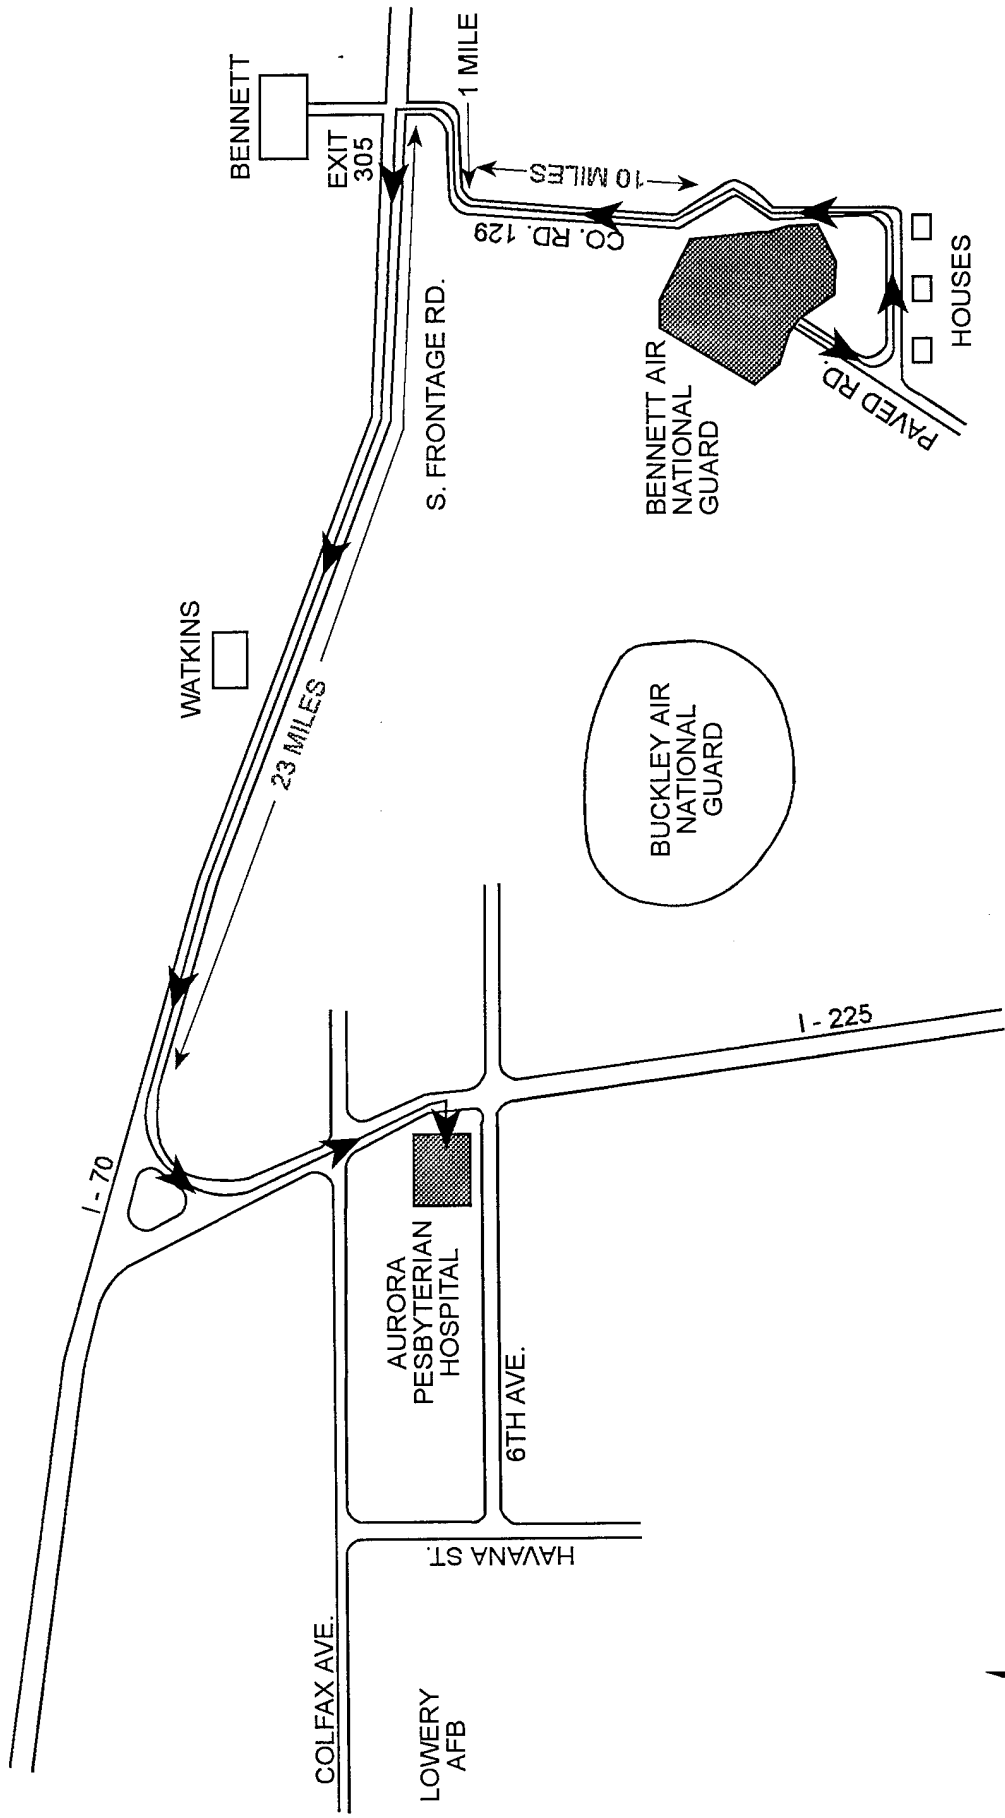 I - 70
COLFAX AVE.
LOWERY
AFB
HAVANA ST.
6TH AVE.
AURORA
PESBYTERIAN
HOSPITAL
I - 225
WATKINS
23 MILES
BUCKLEY AIR
NATIONAL
GUARD
S. FRONTAGE RD.
BENNETT
EXIT
305
1 MILE
10 MILES
CO. RD. 129
BENNETT AIR
NATIONAL
GUARD
PAVED RD.
HOUSES